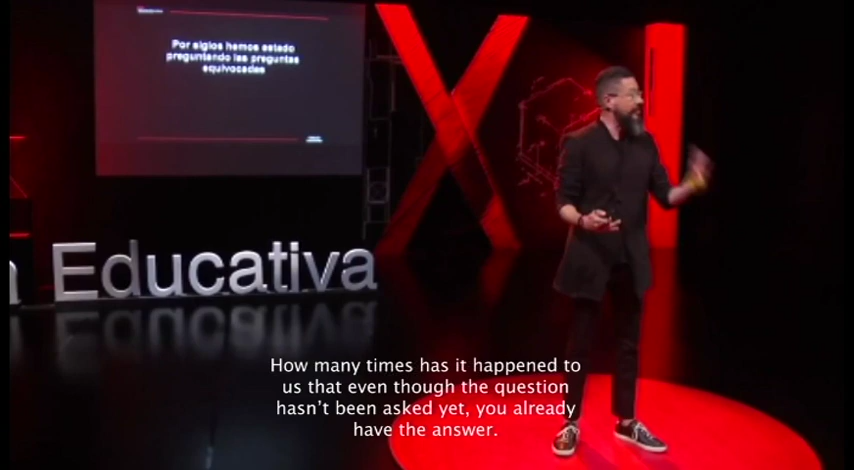 Por siglos hemos estado
preguntando las preguntas
equivocadas
X
a Educativa
How many times has it happened to
us that even though the question
hasn't been asked yet, you already
have the answer.